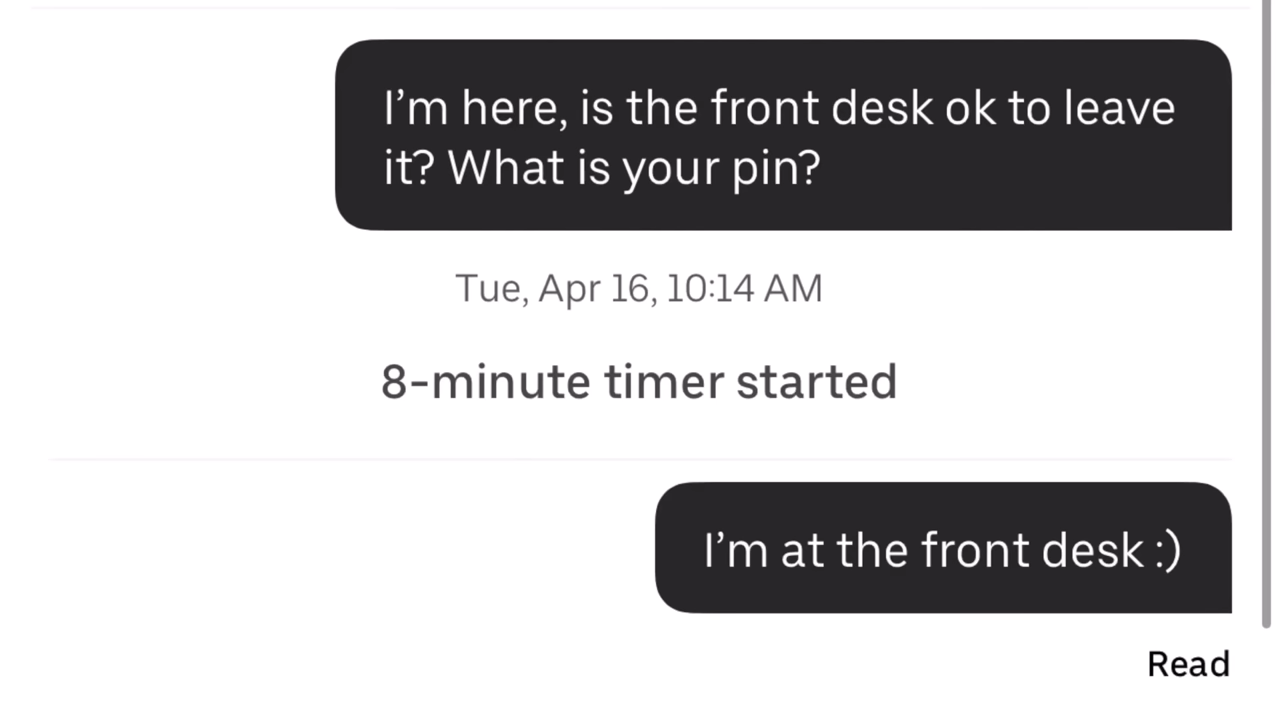 I’m here, is the front desk ok to leave
it? What is your pin?
Tue, Apr 16, 10:14 AM
8-minute timer started
I’m at the front desk :)
Read